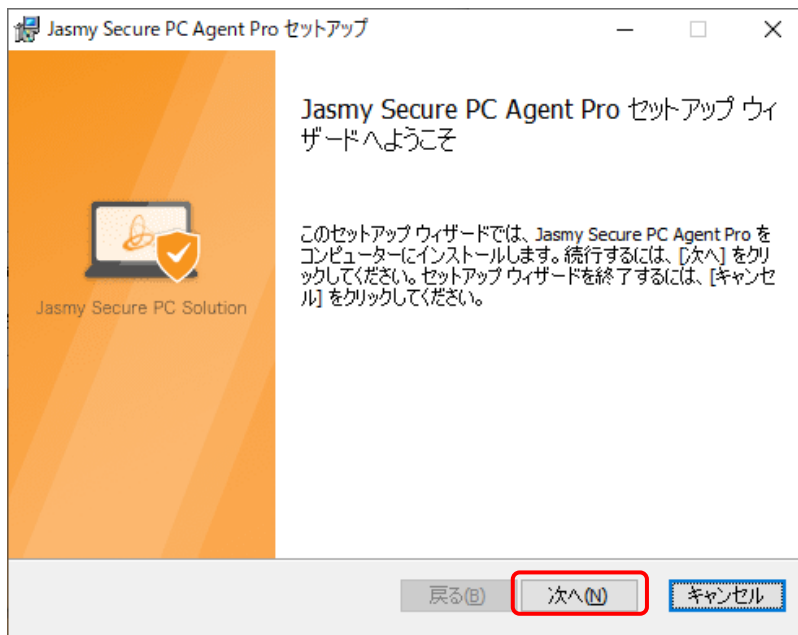 Jasmy Secure PC Agent Pro セットアップ
Jasmy Secure PC Agent Pro セットアップ ウィ
ザードへようこそ
このセットアップ ウィザードでは、Jasmy Secure PC Agent Pro を
コンピューターにインストールします。続行するには、[次へ] をクリ
ックしてください。セットアップ ウィザードを終了するには、[キャンセ
ル] をクリックしてください。
Jasmy Secure PC Solution
戻る(B)
次へ(N)
キャンセル